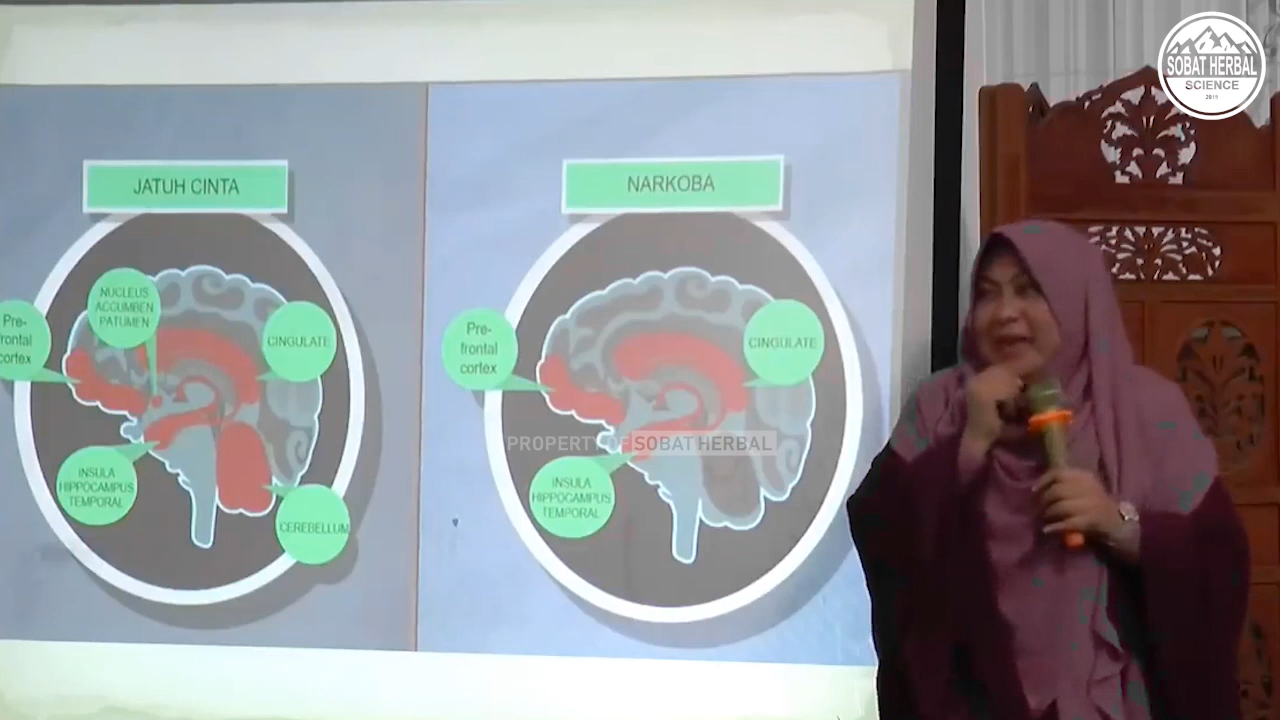 SOBAT HERBAL
SCIENCE
2019
JATUH CINTA
NARKOBA
NUCLEUS
ACCUMBEN
PATUMEN
Pre-
frontal
cortex
CINGULATE
Pre-
frontal
cortex
CINGULATE
INSULA
HIPPOCAMPUS
TEMPORAL
CEREBELLUM
INSULA
HIPPOCAMPUS
TEMPORAL
PROPERTY OF SOBAT HERBAL